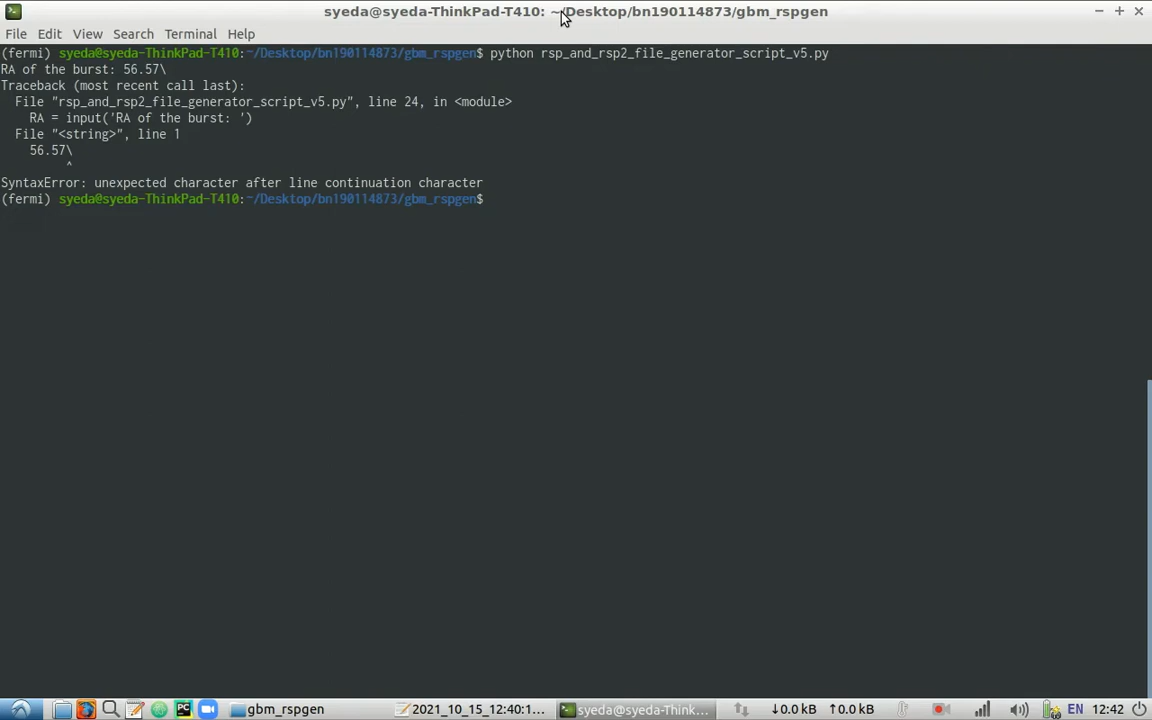 syeda@syeda-ThinkPad-T410: ~/Desktop/bn190114873/gbm_rspgen
File Edit View Search Terminal Help
(fermi) syeda@syeda-ThinkPad-T410:~/Desktop/bn190114873/gbm_rspgen$ python rsp_and_rsp2_file_generator_script_v5.py
RA of the burst: 56.57\
Traceback (most recent call last):
  File "rsp_and_rsp2_file_generator_script_v5.py", line 24, in <module>
    RA = input('RA of the burst: ')
  File "<string>", line 1
    56.57\
         ^
SyntaxError: unexpected character after line continuation character
(fermi) syeda@syeda-ThinkPad-T410:~/Desktop/bn190114873/gbm_rspgen$
PC gbm_rspgen 2021_10_15_12:40:1... syeda@syeda-Think... ↓0.0 kB ↑0.0 kB EN 12:42